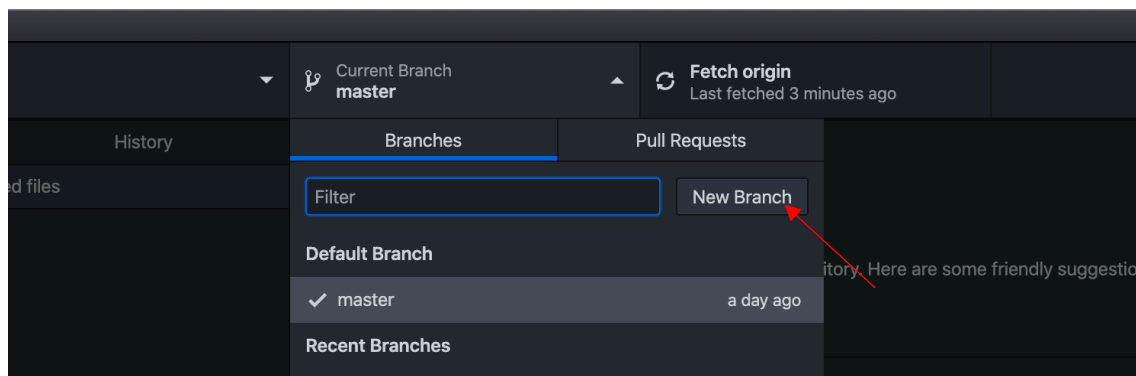 Current Branch
master
Fetch origin
Last fetched 3 minutes ago
History
Branches
Pull Requests
ed files
Filter
New Branch
Default Branch
itory. Here are some friendly suggestio
master
a day ago
Recent Branches